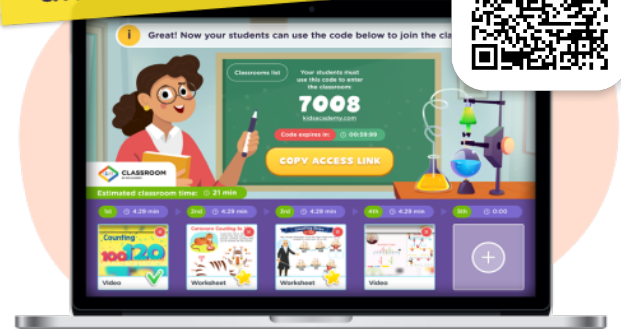 Great! Now your students can use the code below to join the cla
Classrooms list
Your students must
use this code to enter
the classroom:
7008
kidsacademy.com
Code expires in:
00:59:99
COPY ACCESS LINK
CLASSROOM
Estimated classroom time: 21 min
1st 4:29 min
2nd 4:29 min
3rd 4:29 min
4th 4:29 min
5th 0:00
Counting
100
120
Video
Worksheet
Worksheet
Video